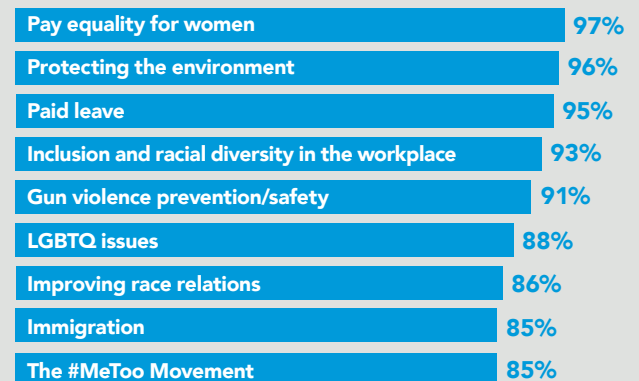 Pay equality for women 97%
Protecting the environment 96%
Paid leave 95%
Inclusion and racial diversity in the workplace 93%
Gun violence prevention/safety 91%
LGBTQ issues 88%
Improving race relations 86%
Immigration 85%
The #MeToo Movement 85%